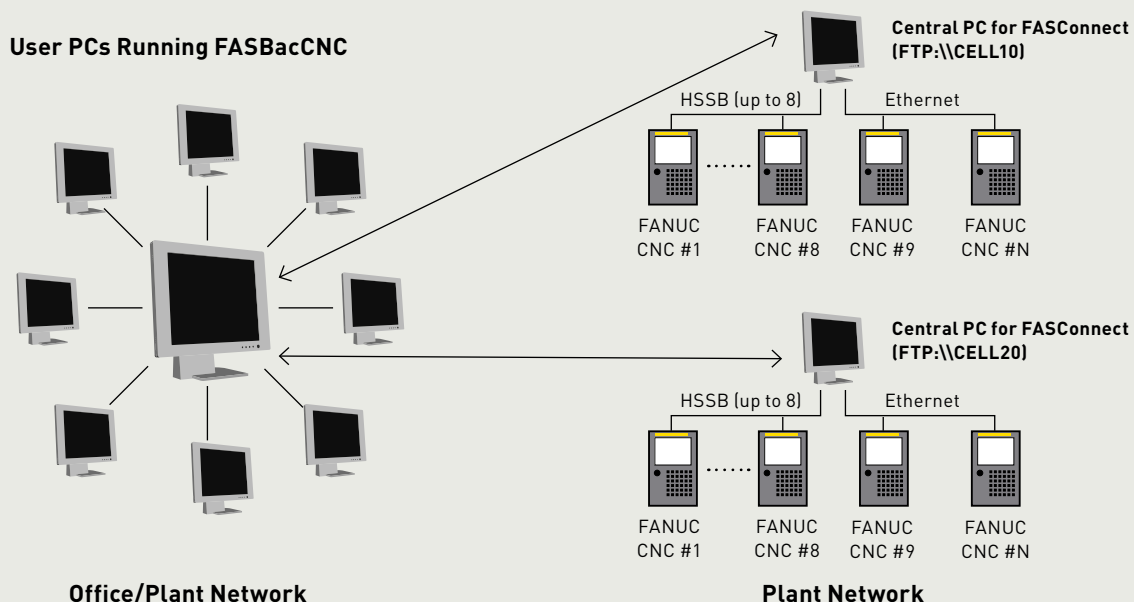 User PCs Running FASBacCNC
Central PC for FASConnect
(FTP:\\CELL10)
HSSB (up to 8)
Ethernet
FANUC
CNC #1
FANUC
CNC #8
FANUC
CNC #9
FANUC
CNC #N
Central PC for FASConnect
(FTP:\\CELL20)
HSSB (up to 8)
Ethernet
FANUC
CNC #1
FANUC
CNC #8
FANUC
CNC #9
FANUC
CNC #N
Office/Plant Network
Plant Network